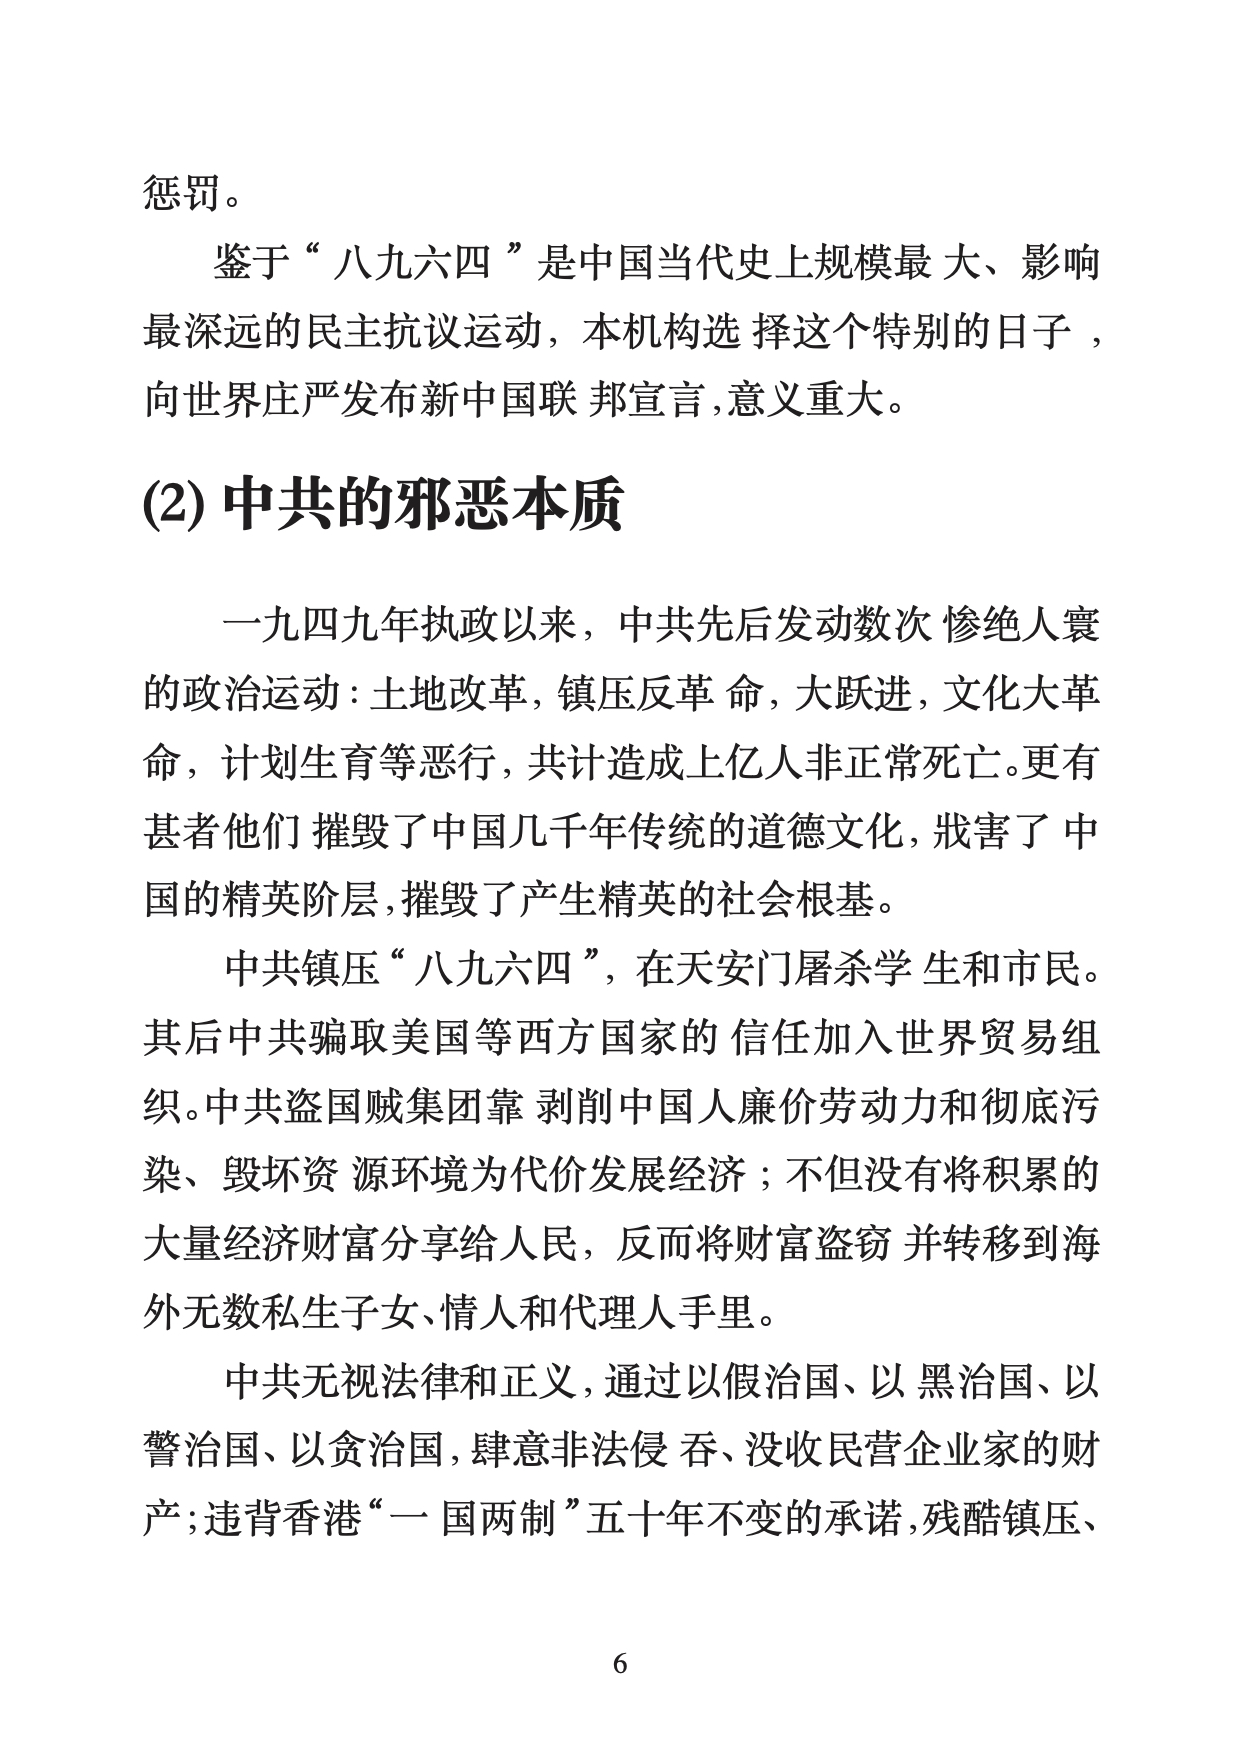 惩罚。
鉴于“八九六四”是中国当代史上规模最 大、影响
最深远的民主抗议运动，本机构选 择这个特别的日子，
向世界庄严发布新中国联 邦宣言，意义重大。
(2) 中共的邪恶本质
一九四九年执政以来，中共先后发动数次 惨绝人寰
的政治运动：土地改革，镇压反革 命，大跃进，文化大革
命，计划生育等恶行，共计造成上亿人非正常死亡。更有
甚者他们 摧毁了中国几千年传统的道德文化，戕害了 中
国的精英阶层，摧毁了产生精英的社会根基。
中共镇压“八九六四”，在天安门屠杀学 生和市民。
其后中共骗取美国等西方国家的 信任加入世界贸易组
织。中共盗国贼集团靠 剥削中国人廉价劳动力和彻底污
染、毁坏资 源环境为代价发展经济；不但没有将积累的
大量经济财富分享给人民，反而将财富盗窃 并转移到海
外无数私生子女、情人和代理人手里。
中共无视法律和正义，通过以假治国、以 黑治国、以
警治国、以贪治国，肆意非法侵 吞、没收民营企业家的财
产；违背香港“一 国两制”五十年不变的承诺，残酷镇压、
6